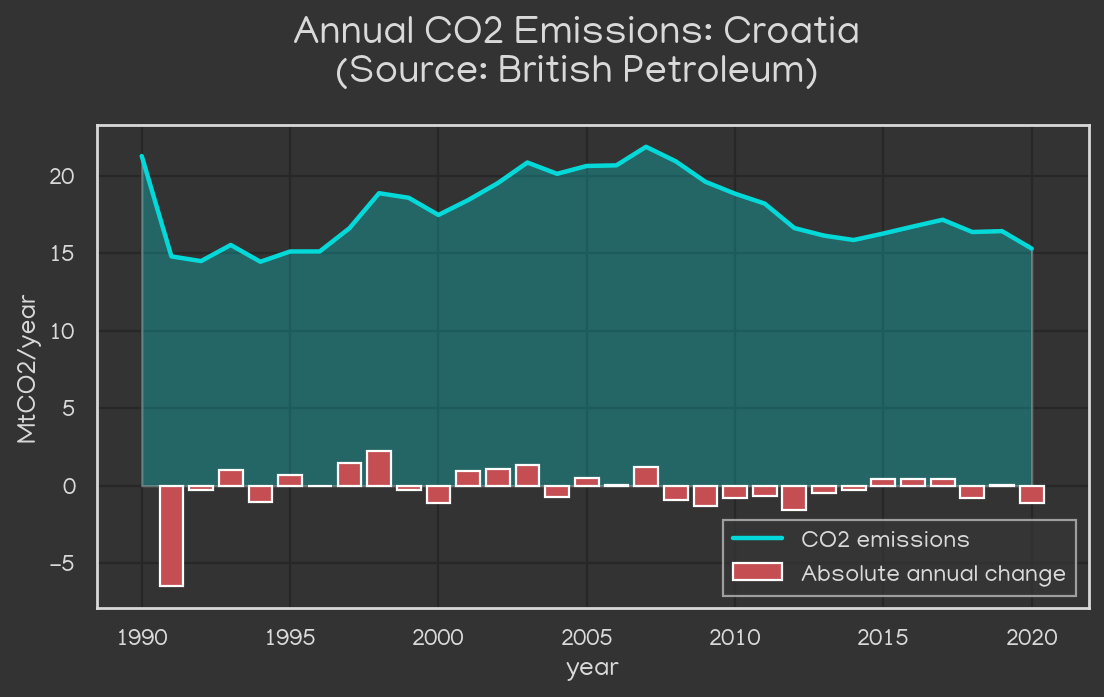 Annual CO2 Emissions: Croatia
(Source: British Petroleum)
MtCO2/year
20
15
10
5
0
−5
CO2 emissions
Absolute annual change
1990 1995 2000 2005 2010 2015 2020
year